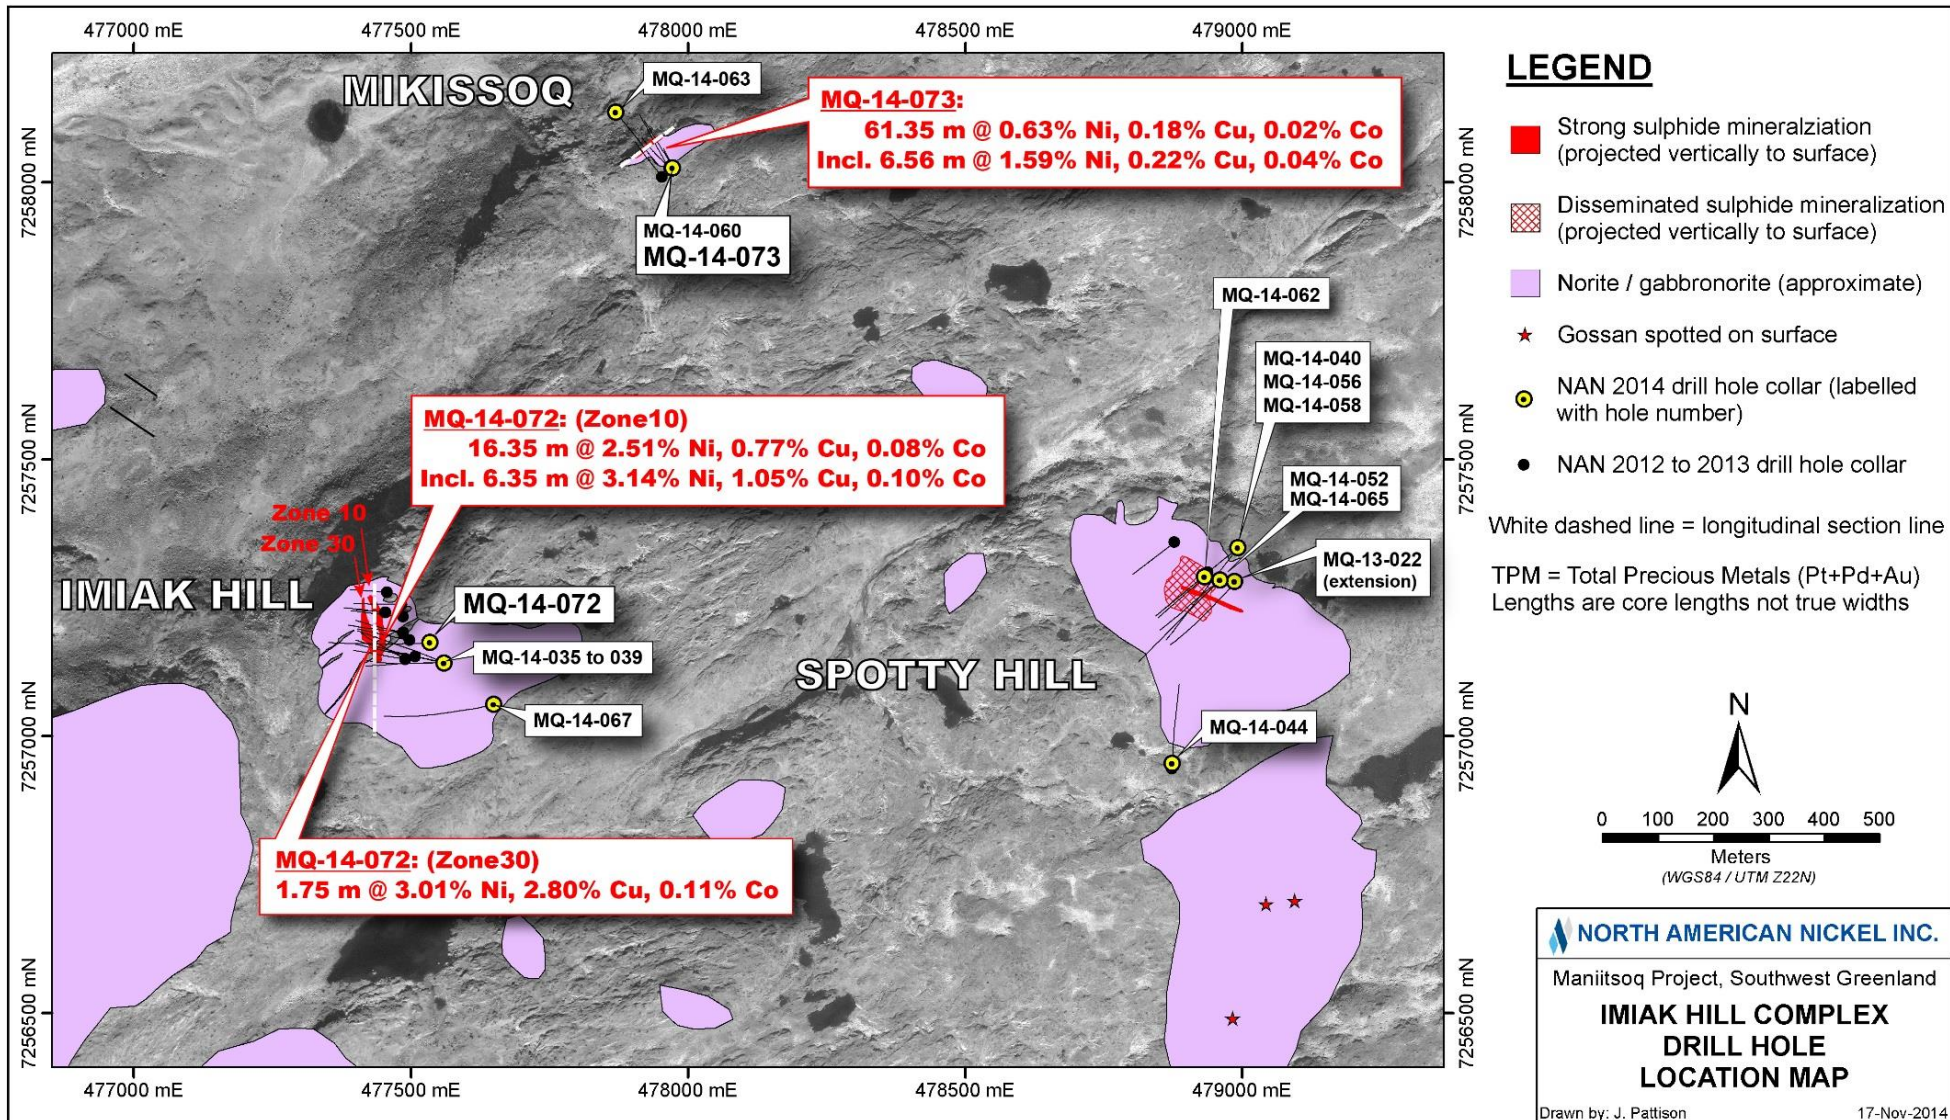 477000 mE
477500 mE
478000 mE
478500 mE
479000 mE
7258000 mN
7257500 mN
7257000 mN
7256500 mN
MIKISSOQ
MQ-14-063
MQ-14-073:
61.35 m @ 0.63% Ni, 0.18% Cu, 0.02% Co
Incl. 6.56 m @ 1.59% Ni, 0.22% Cu, 0.04% Co
MQ-14-060
MQ-14-073
MQ-14-062
MQ-14-040
MQ-14-056
MQ-14-058
MQ-14-052
MQ-14-065
MQ-13-022
(extension)
MQ-14-072: (Zone10)
16.35 m @ 2.51% Ni, 0.77% Cu, 0.08% Co
Incl. 6.35 m @ 3.14% Ni, 1.05% Cu, 0.10% Co
Zone 10
Zone 30
IMIAK HILL
MQ-14-072
MQ-14-035 to 039
MQ-14-067
SPOTTY HILL
MQ-14-044
MQ-14-072: (Zone30)
1.75 m @ 3.01% Ni, 2.80% Cu, 0.11% Co
7258000 mN
7257500 mN
7257000 mN
7256500 mN
477000 mE
477500 mE
478000 mE
478500 mE
479000 mE
LEGEND
Strong sulphide mineralziation
(projected vertically to surface)
Disseminated sulphide mineralization
(projected vertically to surface)
Norite / gabbronorite (approximate)
Gossan spotted on surface
NAN 2014 drill hole collar (labelled
with hole number)
NAN 2012 to 2013 drill hole collar
White dashed line = longitudinal section line
TPM = Total Precious Metals (Pt+Pd+Au)
Lengths are core lengths not true widths
N
0 100 200 300 400 500
Meters
(WGS84 / UTM Z22N)
NORTH AMERICAN NICKEL INC.
Maniitsoq Project, Southwest Greenland
IMIAK HILL COMPLEX
DRILL HOLE
LOCATION MAP
Drawn by: J. Pattison 17-Nov-2014